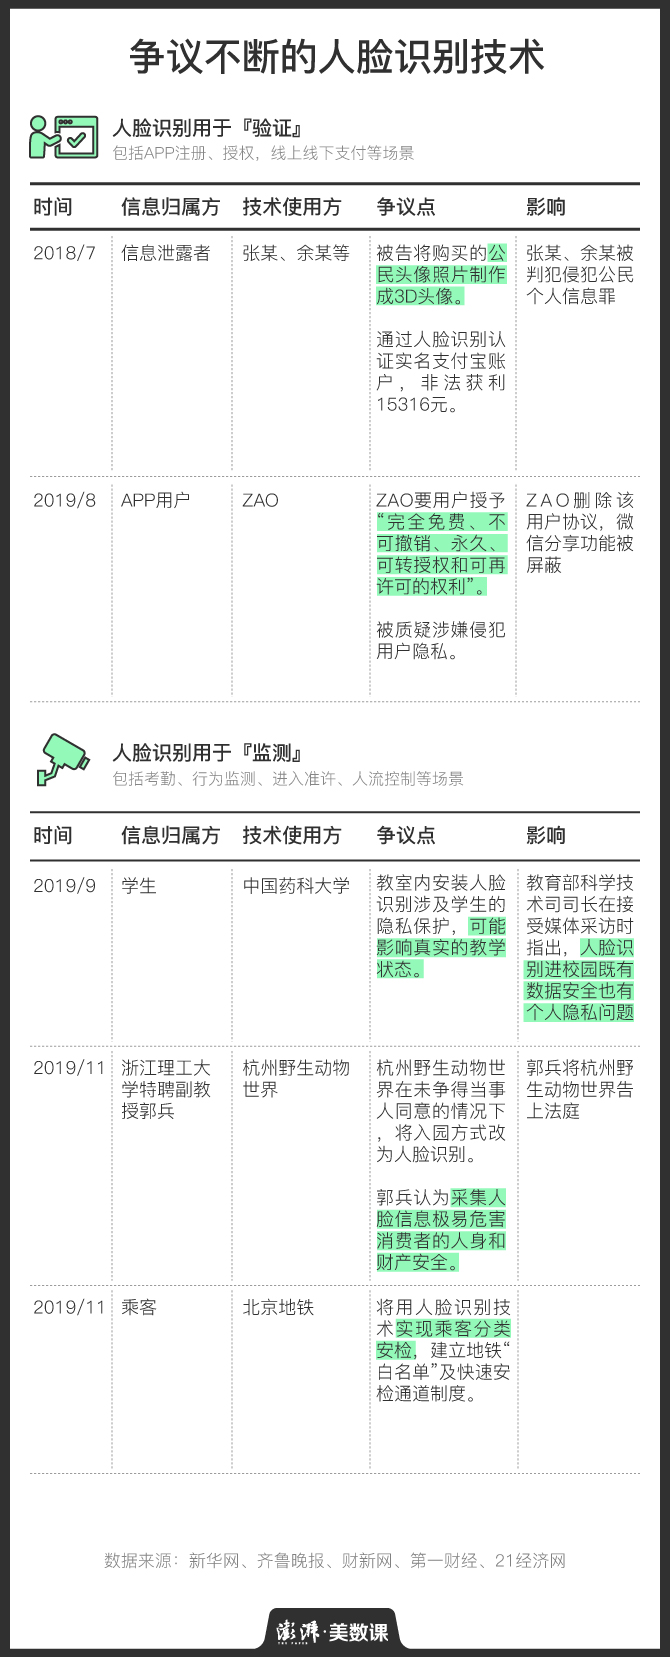 争议不断的人脸识别技术
人脸识别用于『验证』
包括APP注册、授权，线上线下支付等场景
时间 信息归属方 技术使用方 争议点 影响
2018/7
信息泄露者
张某、余某等
被告将购买的公
民头像照片制作
成3D头像。
通过人脸识别认
证实名支付宝账
户，非法获利
15316元。
张某、余某被
判犯侵犯公民
个人信息罪
2019/8
APP用户
ZAO
ZAO要用户授予
“完全免费、不
可撤销、永久、
可转授权和可再
许可的权利”。
被质疑涉嫌侵犯
用户隐私。
ZAO删除该
用户协议，微
信分享功能被
屏蔽
人脸识别用于『监测』
包括考勤、行为监测、进入准许、人流控制等场景
时间 信息归属方 技术使用方 争议点 影响
2019/9
学生
中国药科大学
教室内安装人脸
识别涉及学生的
隐私保护，可能
影响真实的教学
状态。
教育部科学技
术司司长在接
受媒体采访时
指出，人脸识
别进校园既有
数据安全也有
个人隐私问题
2019/11
浙江理工大
学特聘副教
授郭兵
杭州野生动物
世界
杭州野生动物世
界在未争得当事
人同意的情况下
，将入园方式改
为人脸识别。
郭兵认为采集人
脸信息极易危害
消费者的人身和
财产安全。
郭兵将杭州野
生动物世界告
上法庭
2019/11
乘客
北京地铁
将用人脸识别技
术实现乘客分类
安检，建立地铁“
白名单”及快速安
检通道制度。
数据来源：新华网、齐鲁晚报、财新网、第一财经、21经济网
澎湃·美数课
THE PAPER